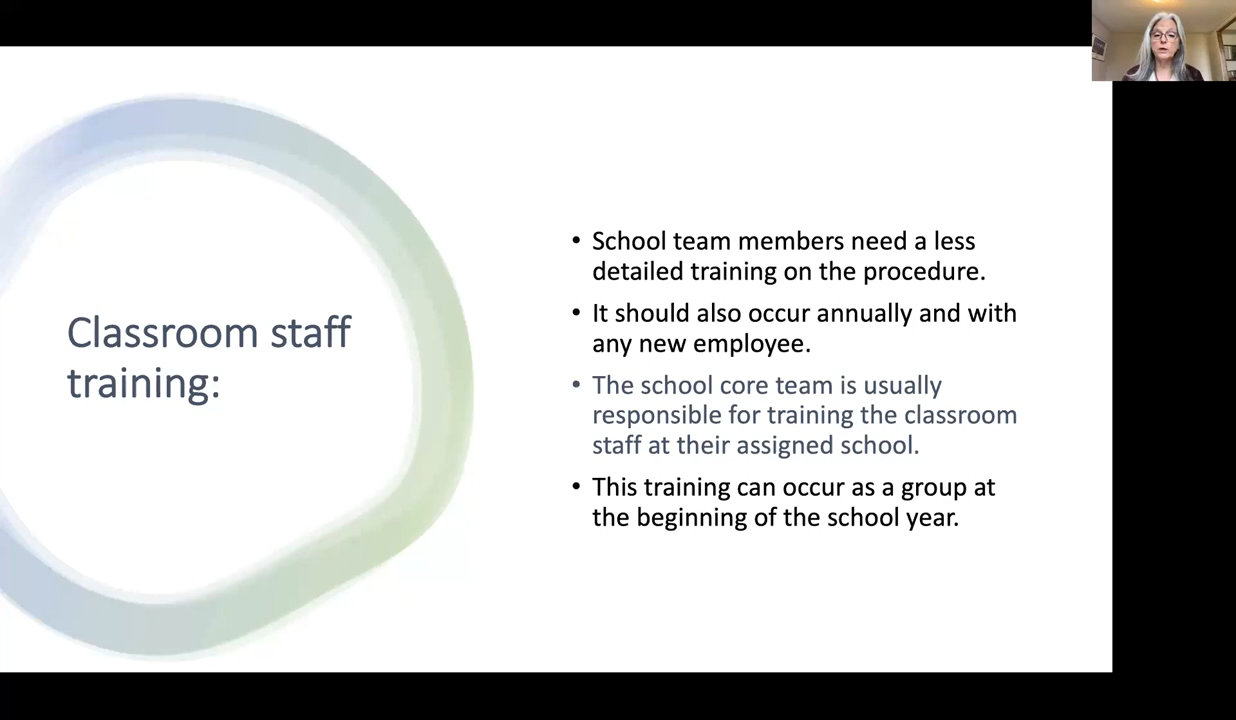 Classroom staff
training:
• School team members need a less
detailed training on the procedure.
• It should also occur annually and with
any new employee.
• The school core team is usually
responsible for training the classroom
staff at their assigned school.
• This training can occur as a group at
the beginning of the school year.